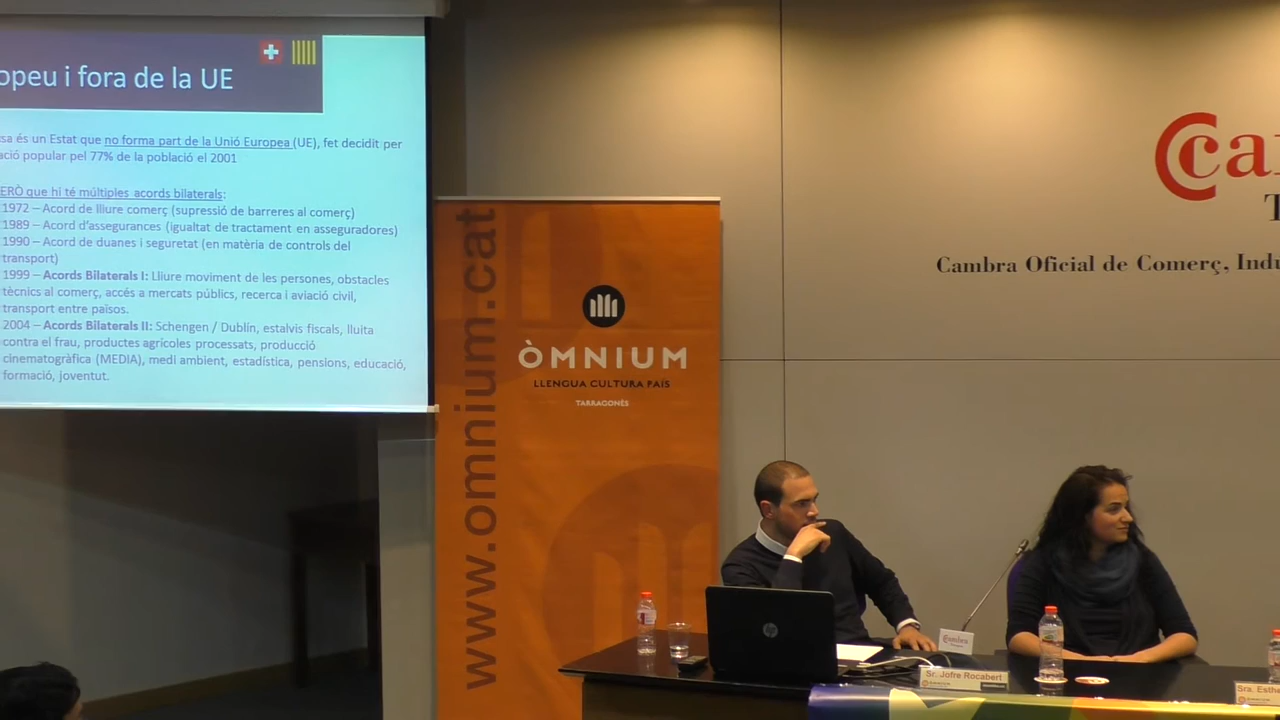 opeu i fora de la UE
sa és un Estat que no forma part de la Unió Europea (UE), fet decidit per
ació popular pel 77% de la població el 2001
ERÒ que hi té múltiples acords bilaterals:
1972 – Acord de lliure comerç (supressió de barreres al comerç)
1989 – Acord d'assegurances (igualtat de tractament en asseguradores)
1990 – Acord de duanes i seguretat (en matèria de controls del
transport)
1999 – Acords Bilaterals I: Lliure moviment de les persones, obstacles
tècnics al comerç, accés a mercats públics, recerca i aviació civil,
transport entre països.
2004 – Acords Bilaterals II: Schengen / Dublín, estalvis fiscals, lluita
contra el frau, productes agrícoles processats, producció
cinematogràfica (MEDIA), medi ambient, estadística, pensions, educació,
formació, joventut.
www.omnium.cat
ÒMNIUM
LLENGUA CULTURA PAÍS
TARRAGONÈS
Cca
T
Cambra Oficial de Comerç, Indu
Cambra
Sr. Jofre Rocabert
Sra. Esthe